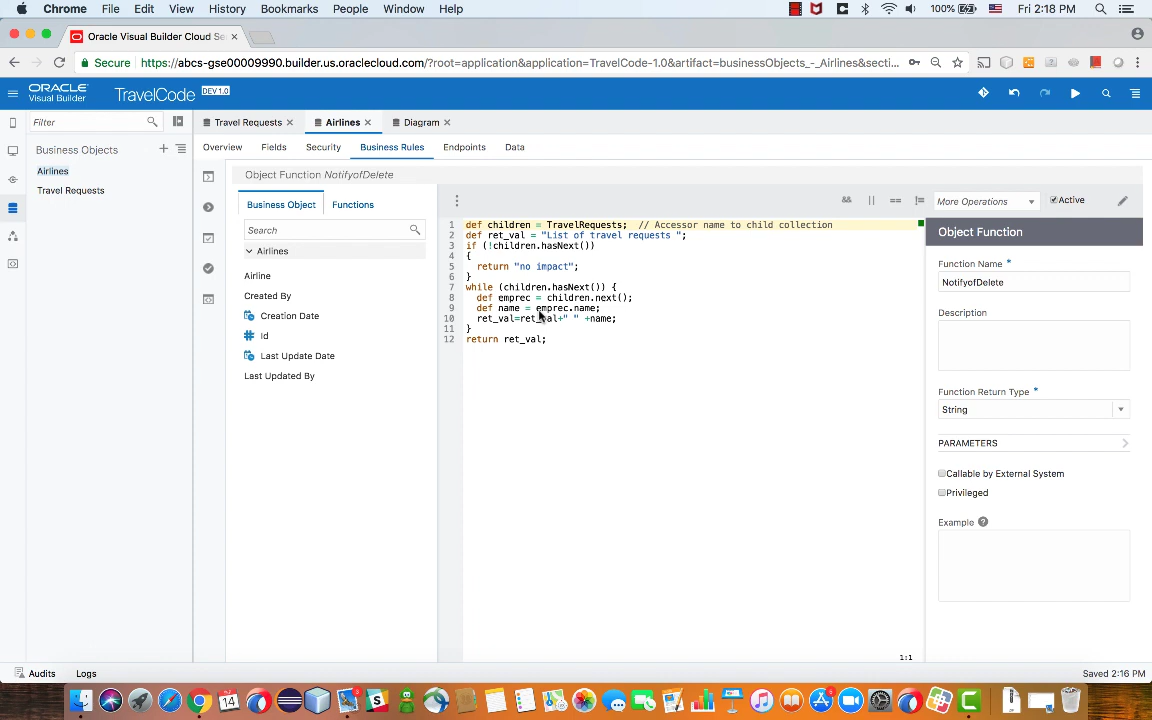 Chrome File Edit View History Bookmarks People Window Help 100% Fri 2:18 PM
Oracle Visual Builder Cloud Se
Secure https://abcs-gse00009990.builder.us.oraclecloud.com/?root=application&application=TravelCode-1.0&artifact=businessObjects_-_Airlines&secti...
ORACLE
Visual Builder
TravelCode DEV 1.0
Filter
Travel Requests
Airlines
Diagram
Business Objects
Overview Fields Security Business Rules Endpoints Data
Airlines
Travel Requests
Object Function NotifyofDelete
Business Object Functions
&& || == != More Operations Active
Search
Airlines
Airline
Created By
Creation Date
Id
Last Update Date
Last Updated By
1 def children = TravelRequests; // Accessor name to child collection
2 def ret_val = "List of travel requests ";
3 if (!children.hasNext())
4 {
5 return "no impact";
6 }
7 while (children.hasNext()) {
8 def emprec = children.next();
9 def name = emprec.name;
10 ret_val=ret_val+" " +name;
11 }
12 return ret_val;
1:1
Object Function
Function Name *
NotifyofDelete
Description
Function Return Type *
String
PARAMETERS
Callable by External System
Privileged
Example
Audits Logs Saved 2:16 PM